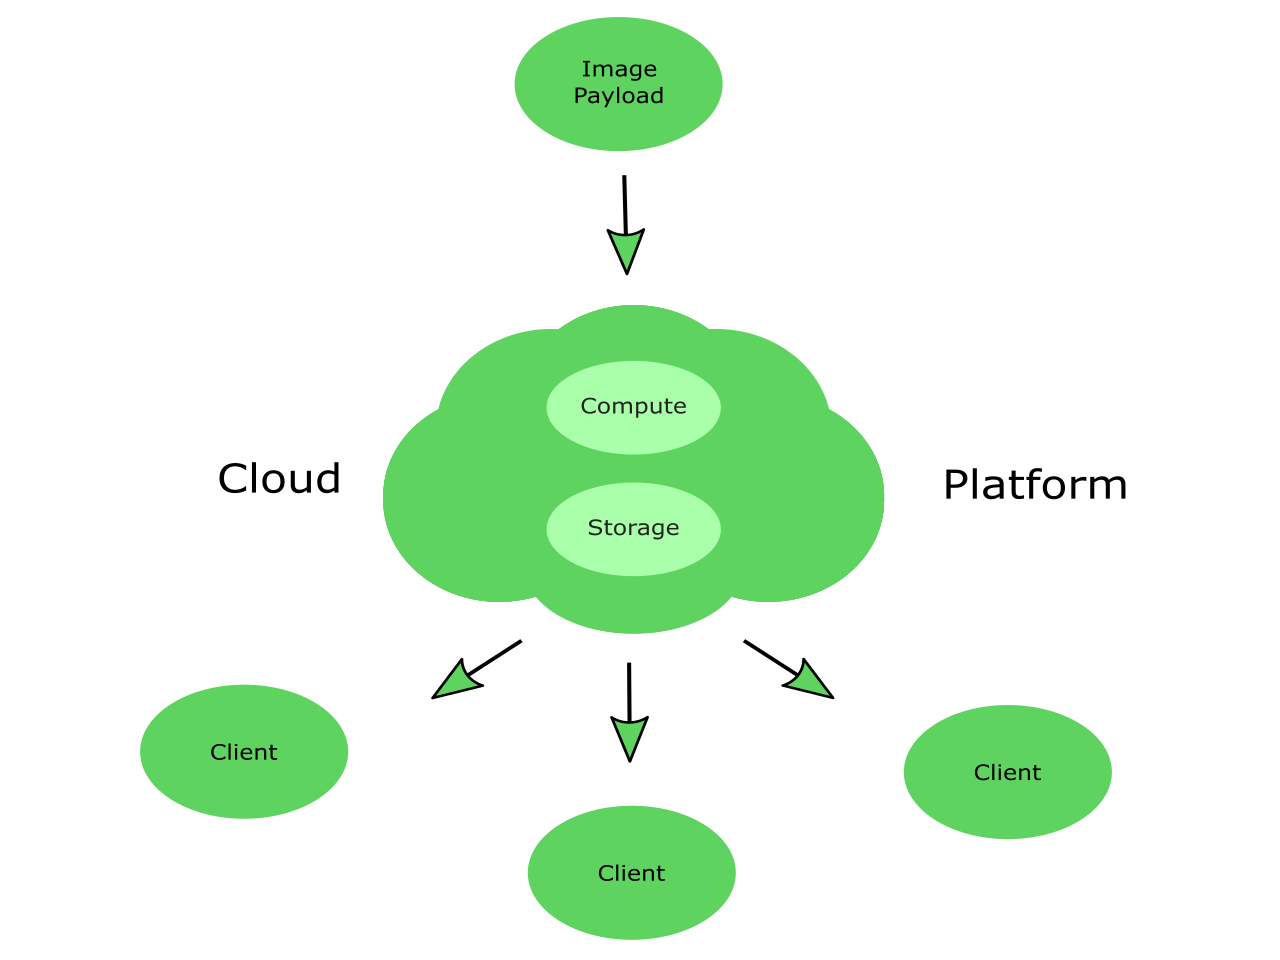 Image
Payload
Compute
Cloud
Platform
Storage
Client
Client
Client